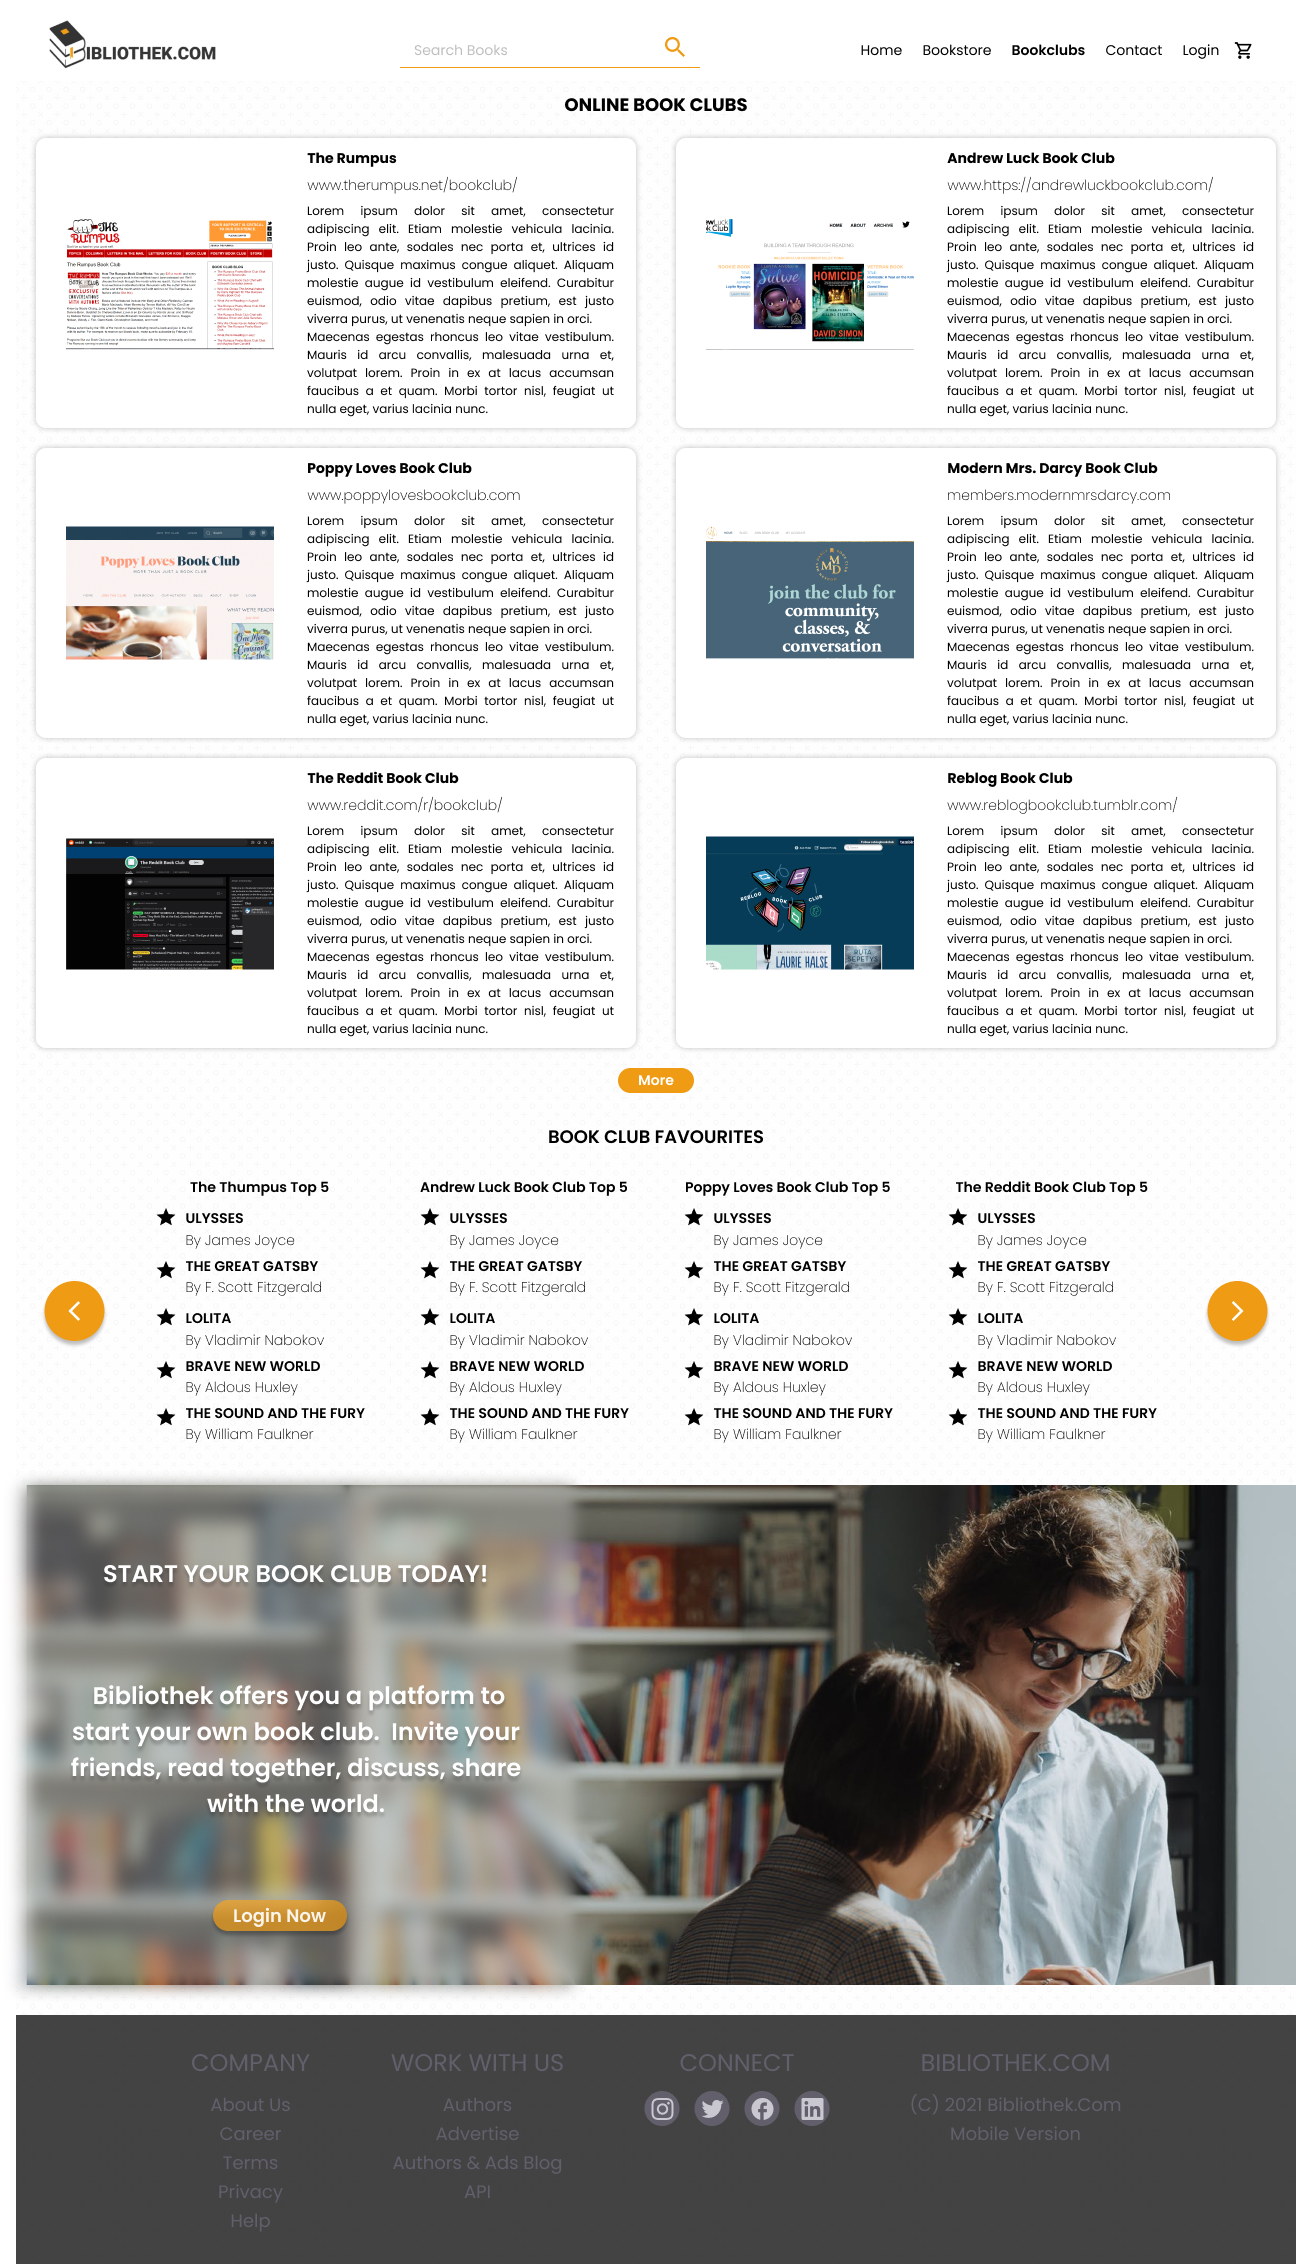 IBLIOTHEK.COM
Search Books
Home Bookstore Bookclubs Contact Login
ONLINE BOOK CLUBS
The Rumpus
www.therumpus.net/bookclub/
Lorem ipsum dolor sit amet, consectetur
adipiscing elit. Etiam molestie vehicula lacinia.
Proin leo ante, sodales nec porta et, ultrices id
justo. Quisque maximus congue aliquet. Aliquam
molestie augue id vestibulum eleifend. Curabitur
euismod, odio vitae dapibus pretium, est justo
viverra purus, ut venenatis neque sapien in orci.
Maecenas egestas rhoncus leo vitae vestibulum.
Mauris id arcu convallis, malesuada urna et,
volutpat lorem. Proin in ex at lacus accumsan
faucibus a et quam. Morbi tortor nisl, feugiat ut
nulla eget, varius lacinia nunc.
THE RUMPUS
The Rumpus Book Club
Andrew Luck Book Club
www.https://andrewluckbookclub.com/
Lorem ipsum dolor sit amet, consectetur
adipiscing elit. Etiam molestie vehicula lacinia.
Proin leo ante, sodales nec porta et, ultrices id
justo. Quisque maximus congue aliquet. Aliquam
molestie augue id vestibulum eleifend. Curabitur
euismod, odio vitae dapibus pretium, est justo
viverra purus, ut venenatis neque sapien in orci.
Maecenas egestas rhoncus leo vitae vestibulum.
Mauris id arcu convallis, malesuada urna et,
volutpat lorem. Proin in ex at lacus accumsan
faucibus a et quam. Morbi tortor nisl, feugiat ut
nulla eget, varius lacinia nunc.
HOME ABOUT ARCHIVE
BUILDING A TEAM THROUGH READING
HOMICIDE
DAVID SIMON
Poppy Loves Book Club
www.poppylovesbookclub.com
Lorem ipsum dolor sit amet, consectetur
adipiscing elit. Etiam molestie vehicula lacinia.
Proin leo ante, sodales nec porta et, ultrices id
justo. Quisque maximus congue aliquet. Aliquam
molestie augue id vestibulum eleifend. Curabitur
euismod, odio vitae dapibus pretium, est justo
viverra purus, ut venenatis neque sapien in orci.
Maecenas egestas rhoncus leo vitae vestibulum.
Mauris id arcu convallis, malesuada urna et,
volutpat lorem. Proin in ex at lacus accumsan
faucibus a et quam. Morbi tortor nisl, feugiat ut
nulla eget, varius lacinia nunc.
Poppy Loves Book Club
MORE THAN JUST A BOOK CLUB
Modern Mrs. Darcy Book Club
members.modernmrsdarcy.com
Lorem ipsum dolor sit amet, consectetur
adipiscing elit. Etiam molestie vehicula lacinia.
Proin leo ante, sodales nec porta et, ultrices id
justo. Quisque maximus congue aliquet. Aliquam
molestie augue id vestibulum eleifend. Curabitur
euismod, odio vitae dapibus pretium, est justo
viverra purus, ut venenatis neque sapien in orci.
Maecenas egestas rhoncus leo vitae vestibulum.
Mauris id arcu convallis, malesuada urna et,
volutpat lorem. Proin in ex at lacus accumsan
faucibus a et quam. Morbi tortor nisl, feugiat ut
nulla eget, varius lacinia nunc.
MMD
join the club for
community,
classes, &
conversation
The Reddit Book Club
www.reddit.com/r/bookclub/
Lorem ipsum dolor sit amet, consectetur
adipiscing elit. Etiam molestie vehicula lacinia.
Proin leo ante, sodales nec porta et, ultrices id
justo. Quisque maximus congue aliquet. Aliquam
molestie augue id vestibulum eleifend. Curabitur
euismod, odio vitae dapibus pretium, est justo
viverra purus, ut venenatis neque sapien in orci.
Maecenas egestas rhoncus leo vitae vestibulum.
Mauris id arcu convallis, malesuada urna et,
volutpat lorem. Proin in ex at lacus accumsan
faucibus a et quam. Morbi tortor nisl, feugiat ut
nulla eget, varius lacinia nunc.
The Reddit Book Club
Reblog Book Club
www.reblogbookclub.tumblr.com/
Lorem ipsum dolor sit amet, consectetur
adipiscing elit. Etiam molestie vehicula lacinia.
Proin leo ante, sodales nec porta et, ultrices id
justo. Quisque maximus congue aliquet. Aliquam
molestie augue id vestibulum eleifend. Curabitur
euismod, odio vitae dapibus pretium, est justo
viverra purus, ut venenatis neque sapien in orci.
Maecenas egestas rhoncus leo vitae vestibulum.
Mauris id arcu convallis, malesuada urna et,
volutpat lorem. Proin in ex at lacus accumsan
faucibus a et quam. Morbi tortor nisl, feugiat ut
nulla eget, varius lacinia nunc.
REBLOG BOOK CLUB
LAURIE HALSE
RUTA SEPETYS
More
BOOK CLUB FAVOURITES
The Thumpus Top 5
ULYSSES
By James Joyce
THE GREAT GATSBY
By F. Scott Fitzgerald
LOLITA
By Vladimir Nabokov
BRAVE NEW WORLD
By Aldous Huxley
THE SOUND AND THE FURY
By William Faulkner
Andrew Luck Book Club Top 5
ULYSSES
By James Joyce
THE GREAT GATSBY
By F. Scott Fitzgerald
LOLITA
By Vladimir Nabokov
BRAVE NEW WORLD
By Aldous Huxley
THE SOUND AND THE FURY
By William Faulkner
Poppy Loves Book Club Top 5
ULYSSES
By James Joyce
THE GREAT GATSBY
By F. Scott Fitzgerald
LOLITA
By Vladimir Nabokov
BRAVE NEW WORLD
By Aldous Huxley
THE SOUND AND THE FURY
By William Faulkner
The Reddit Book Club Top 5
ULYSSES
By James Joyce
THE GREAT GATSBY
By F. Scott Fitzgerald
LOLITA
By Vladimir Nabokov
BRAVE NEW WORLD
By Aldous Huxley
THE SOUND AND THE FURY
By William Faulkner
START YOUR BOOK CLUB TODAY!
Bibliothek offers you a platform to
start your own book club. Invite your
friends, read together, discuss, share
with the world.
Login Now
COMPANY
About Us
Career
Terms
Privacy
Help
WORK WITH US
Authors
Advertise
Authors & Ads Blog
API
CONNECT
BIBLIOTHEK.COM
(C) 2021 Bibliothek.Com
Mobile Version